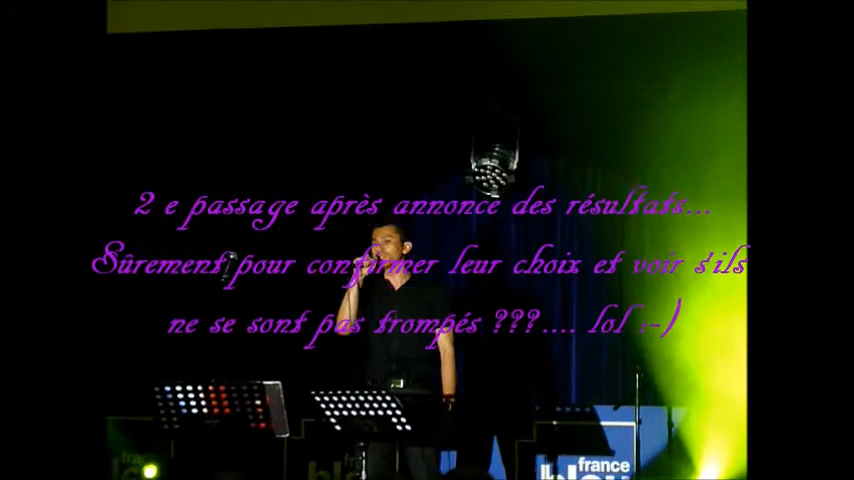 2 e passage après annonce des résultats...
Sûrement pour confirmer leur choix et voir s'ils
ne se sont pas trompés ???.... lol :-)
france